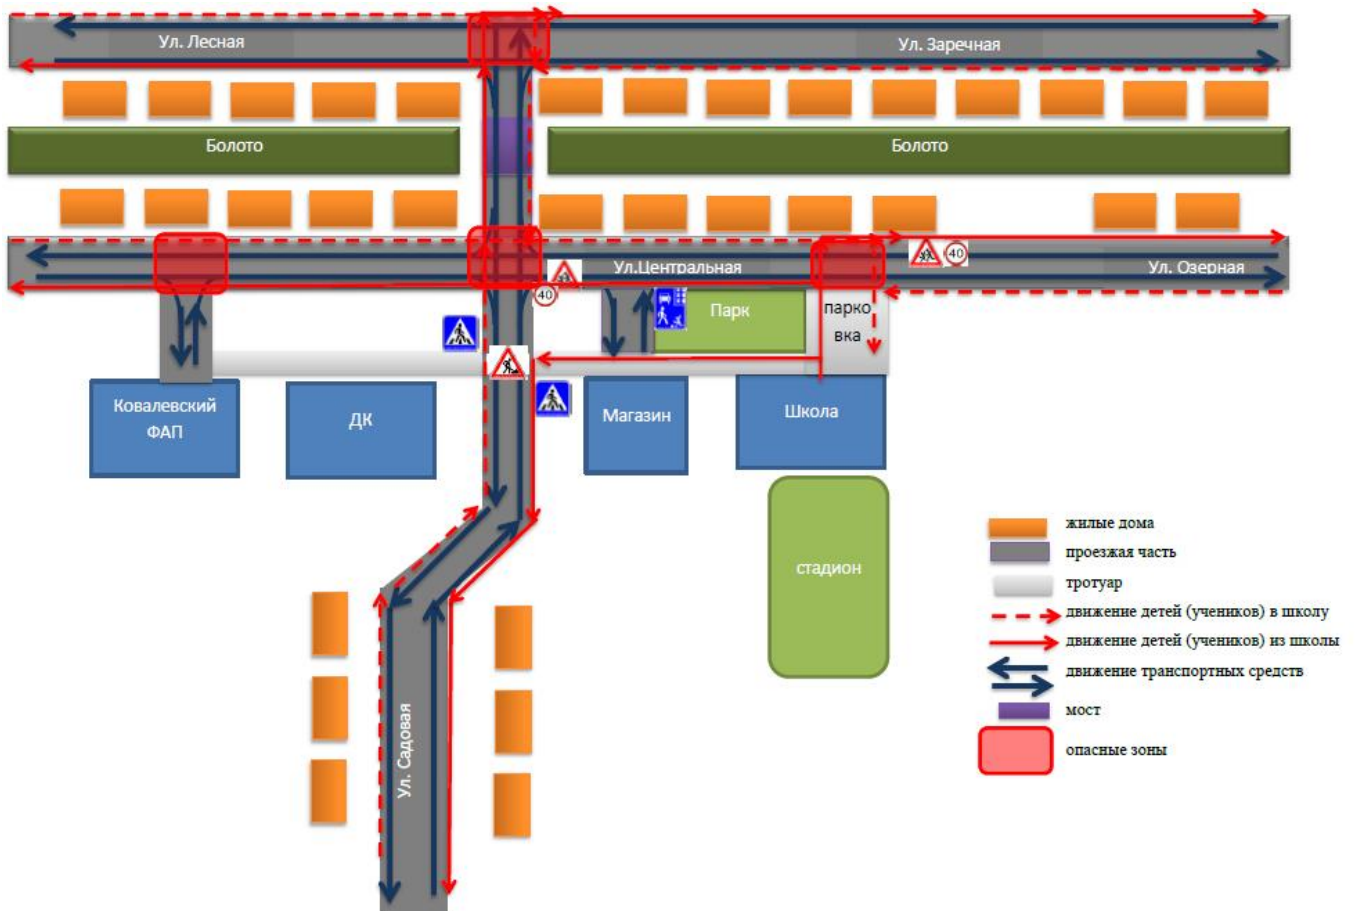 Ул. Лесная
Ул. Заречная
Болото
Болото
Ул.Центральная
40
Ул. Озерная
40
Парк
парко
вка
Ковалевский
ФАП
ДК
Магазин
Школа
стадион
Ул. Садовая
жилые дома
проезжая часть
тротуар
движение детей (учеников) в школу
движение детей (учеников) из школы
движение транспортных средств
мост
опасные зоны